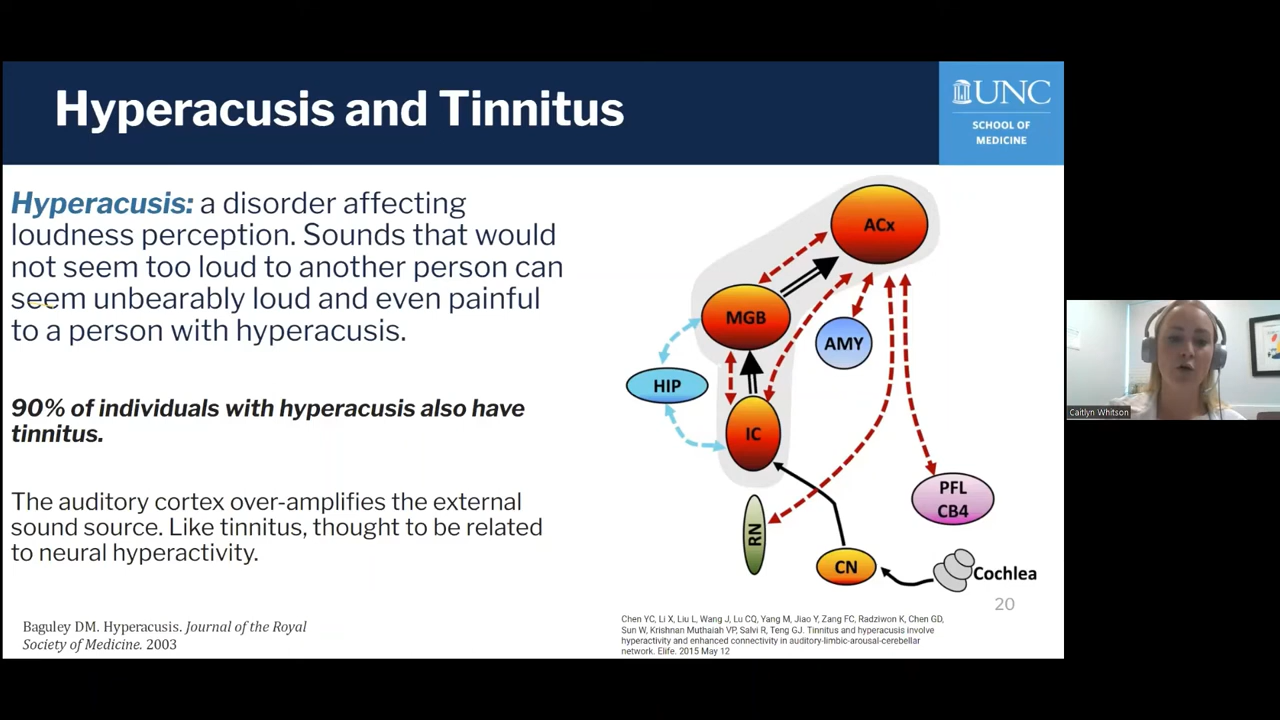 Hyperacusis and Tinnitus
UNC
SCHOOL OF
MEDICINE
Hyperacusis: a disorder affecting
loudness perception. Sounds that would
not seem too loud to another person can
seem unbearably loud and even painful
to a person with hyperacusis.
90% of individuals with hyperacusis also have
tinnitus.
The auditory cortex over-amplifies the external
sound source. Like tinnitus, thought to be related
to neural hyperactivity.
Baguley DM. Hyperacusis. Journal of the Royal
Society of Medicine. 2003
ACx
MGB
AMY
HIP
IC
PFL
CB4
RN
CN
Cochlea
20
Chen YC, Li X, Liu L, Wang J, Lu CQ, Yang M, Jiao Y, Zang FC, Radziwon K, Chen GD,
Sun W, Krishnan Muthaiah VP, Salvi R, Teng GJ. Tinnitus and hyperacusis involve
hyperactivity and enhanced connectivity in auditory-limbic-arousal-cerebellar
network. Elife. 2015 May 12
Caitlyn Whitson